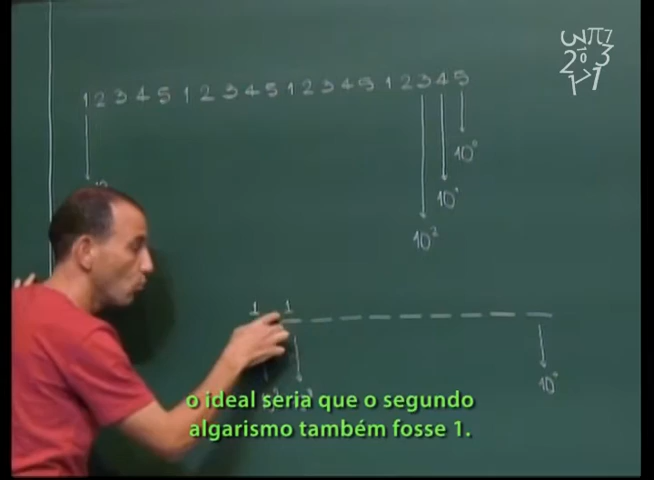 1 2 3 4 5 1 2 3 4 5 1 2 3 4 5 1 2 3 4 5
10⁰
10¹
10²
1 1
10⁰
o ideal seria que o segundo
algarismo também fosse 1.